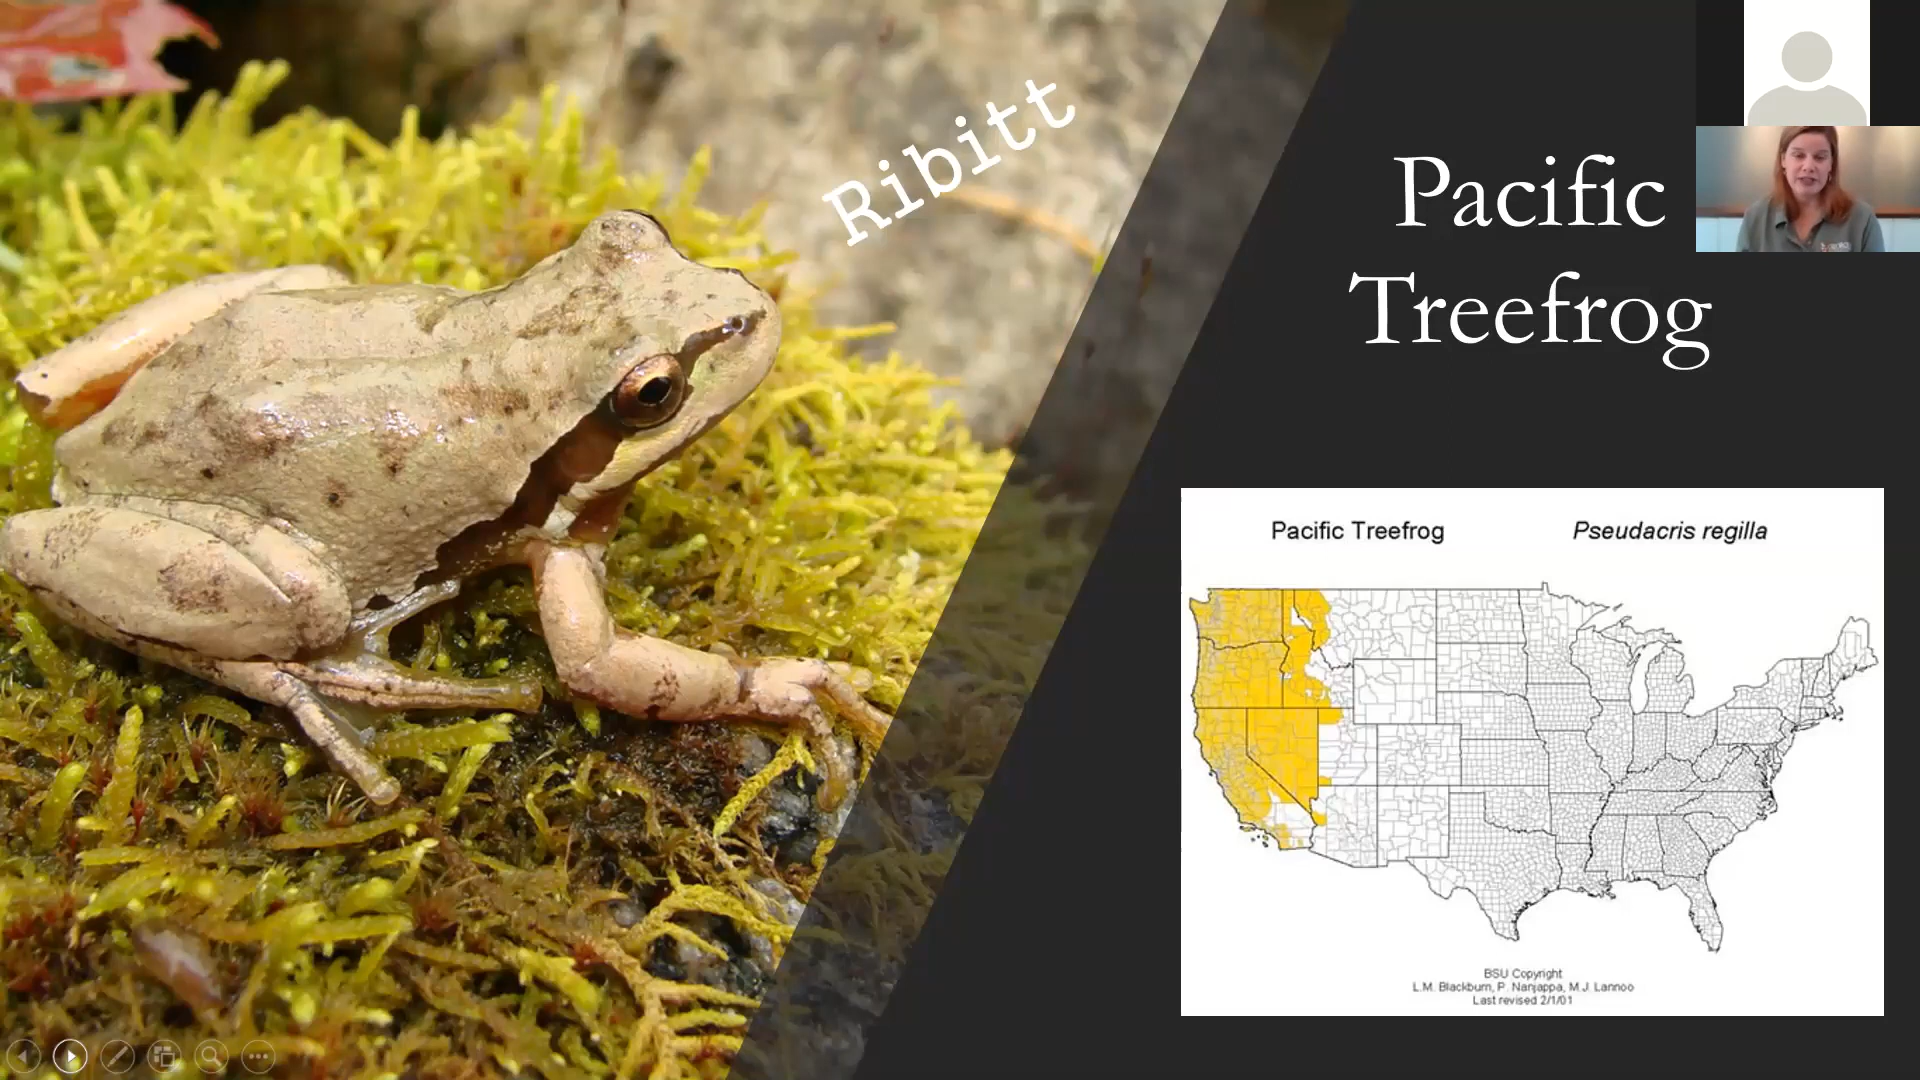 Ribitt
Pacific
Treefrog
Pacific Treefrog Pseudacris regilla
BSU Copyright
L.M. Blackburn, P. Nanjappa, M.J. Lannoo
Last revised 2/1/01